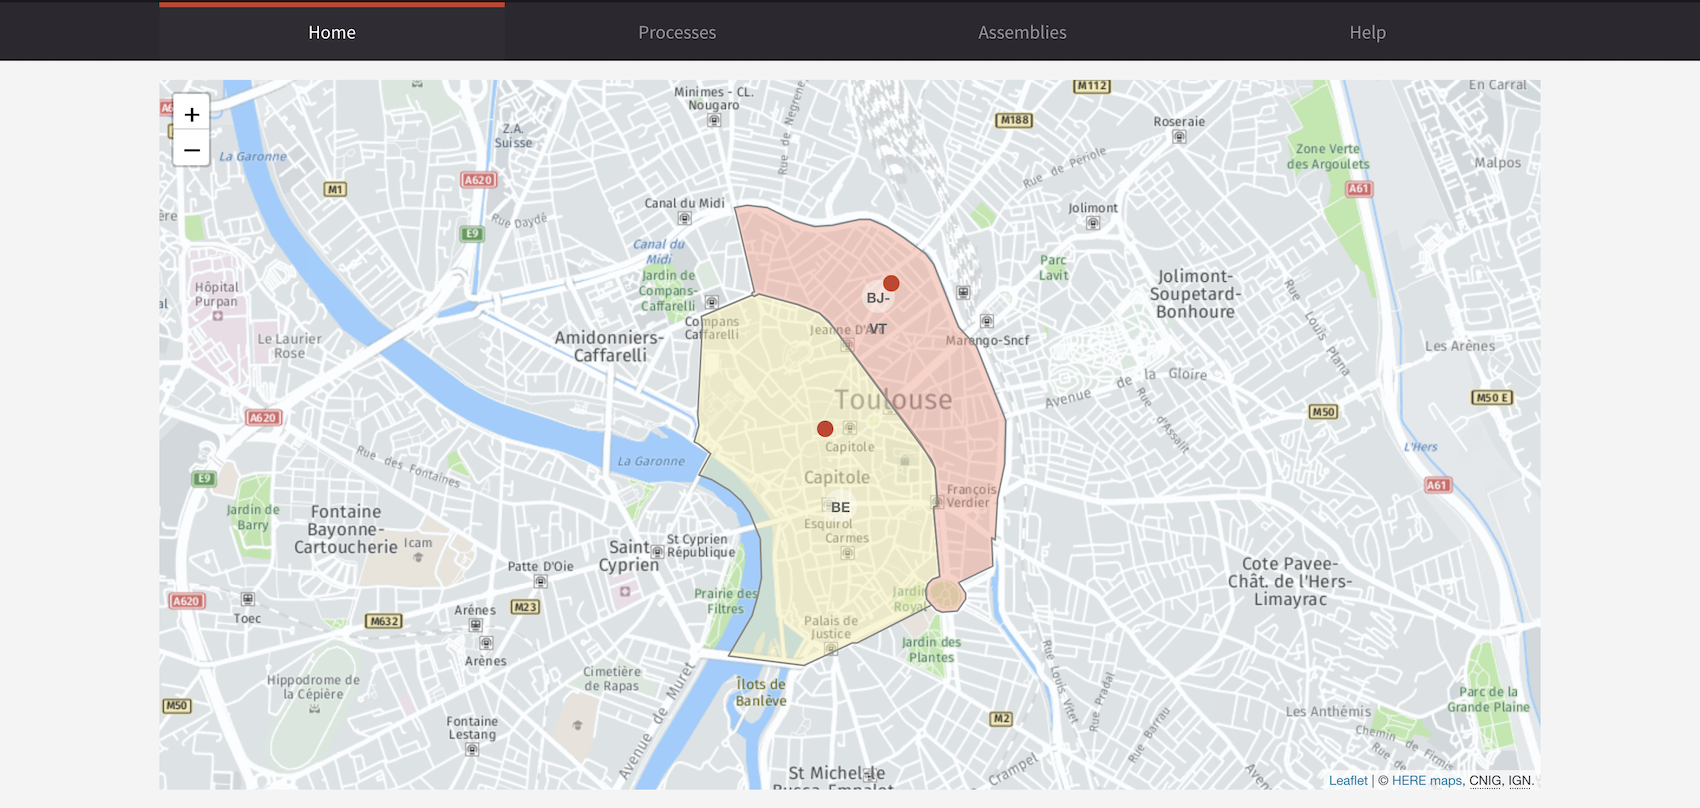 Home
Processes
Assemblies
Help
+
−
Minimes - CL.
Nougaro
M112
En Carral
Rue de Negrene
M188
Roseraie
Z.A.
Suisse
La Garonne
Zone Verte
des Argoulets
Malpos
Rue de Périole
M1
A620
A61
Canal du Midi
Jolimont
Rue Daydé
E9
Canal du
Midi
Parc
Lavit
Jardin de
Compans-
Caffarelli
Jolimont-
Soupetard-
Bonhoure
Hôpital
Purpan
BJ-
VT
Rue Louis Plana
Compans
Caffarelli
Amidonniers-
Caffarelli
Marengo-Sncf
Le Laurier
Rose
Les Arènes
Avenue de la Gloire
Toulouse
M50 E
A620
M50
Rue d'Assalit
Capitole
L'Hers
Rue des Fontaines
La Garonne
Capitole
E9
A61
François
Verdier
BE
Jardin de
Barry
Fontaine
Bayonne-
Cartoucherie
Icam
Esquirol
Carmes
Saint
Cyprien
St Cyprien
République
Patte D'Oie
Cote Pavee-
Chât. de l'Hers-
Limayrac
Prairie des
Filtres
Jardin
Royal
A620
Toec
M632
Arènes
M23
Palais de
Justice
Arènes
Jardin des
Plantes
Cimetière
de Rapas
Hippodrome de
la Cépière
Îlots de
Banlève
Rue Louis Vitet
Rue Pradal
Parc de la
Grande Plaine
M50
Fontaine
Lestang
Avenue de Muret
M2
Rue Barrau
Les Anthémis
Chemin de Firmis
Crampel
St Michel-le
Leaflet | © HERE maps, CNIG, IGN.